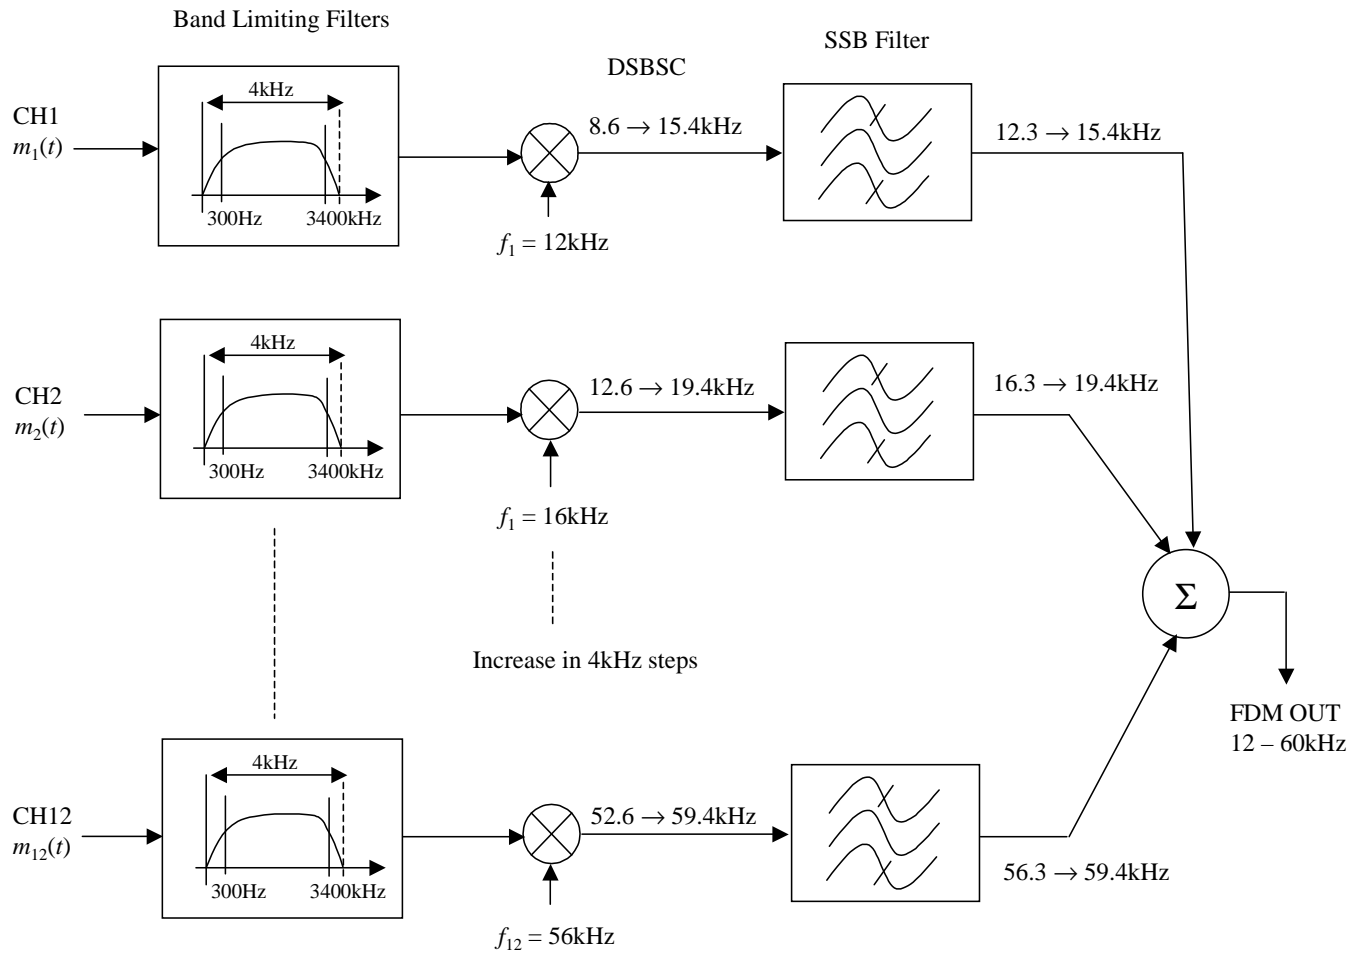 Band Limiting Filters
SSB Filter
DSBSC
CH1
m₁(t)
4kHz
300Hz
3400kHz
8.6 → 15.4kHz
f₁ = 12kHz
12.3 → 15.4kHz
CH2
m₂(t)
4kHz
300Hz
3400kHz
12.6 → 19.4kHz
f₁ = 16kHz
16.3 → 19.4kHz
Increase in 4kHz steps
Σ
FDM OUT
12 – 60kHz
CH12
m₁₂(t)
4kHz
300Hz
3400kHz
52.6 → 59.4kHz
f₁₂ = 56kHz
56.3 → 59.4kHz